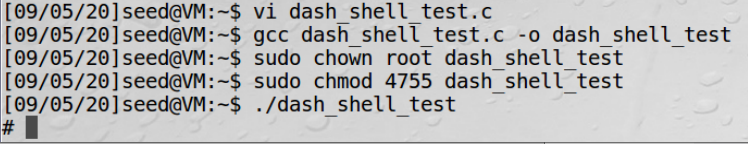 [09/05/20]seed@VM:~$ vi dash_shell_test.c
[09/05/20]seed@VM:~$ gcc dash_shell_test.c -o dash_shell_test
[09/05/20]seed@VM:~$ sudo chown root dash_shell_test
[09/05/20]seed@VM:~$ sudo chmod 4755 dash_shell_test
[09/05/20]seed@VM:~$ ./dash_shell_test
#